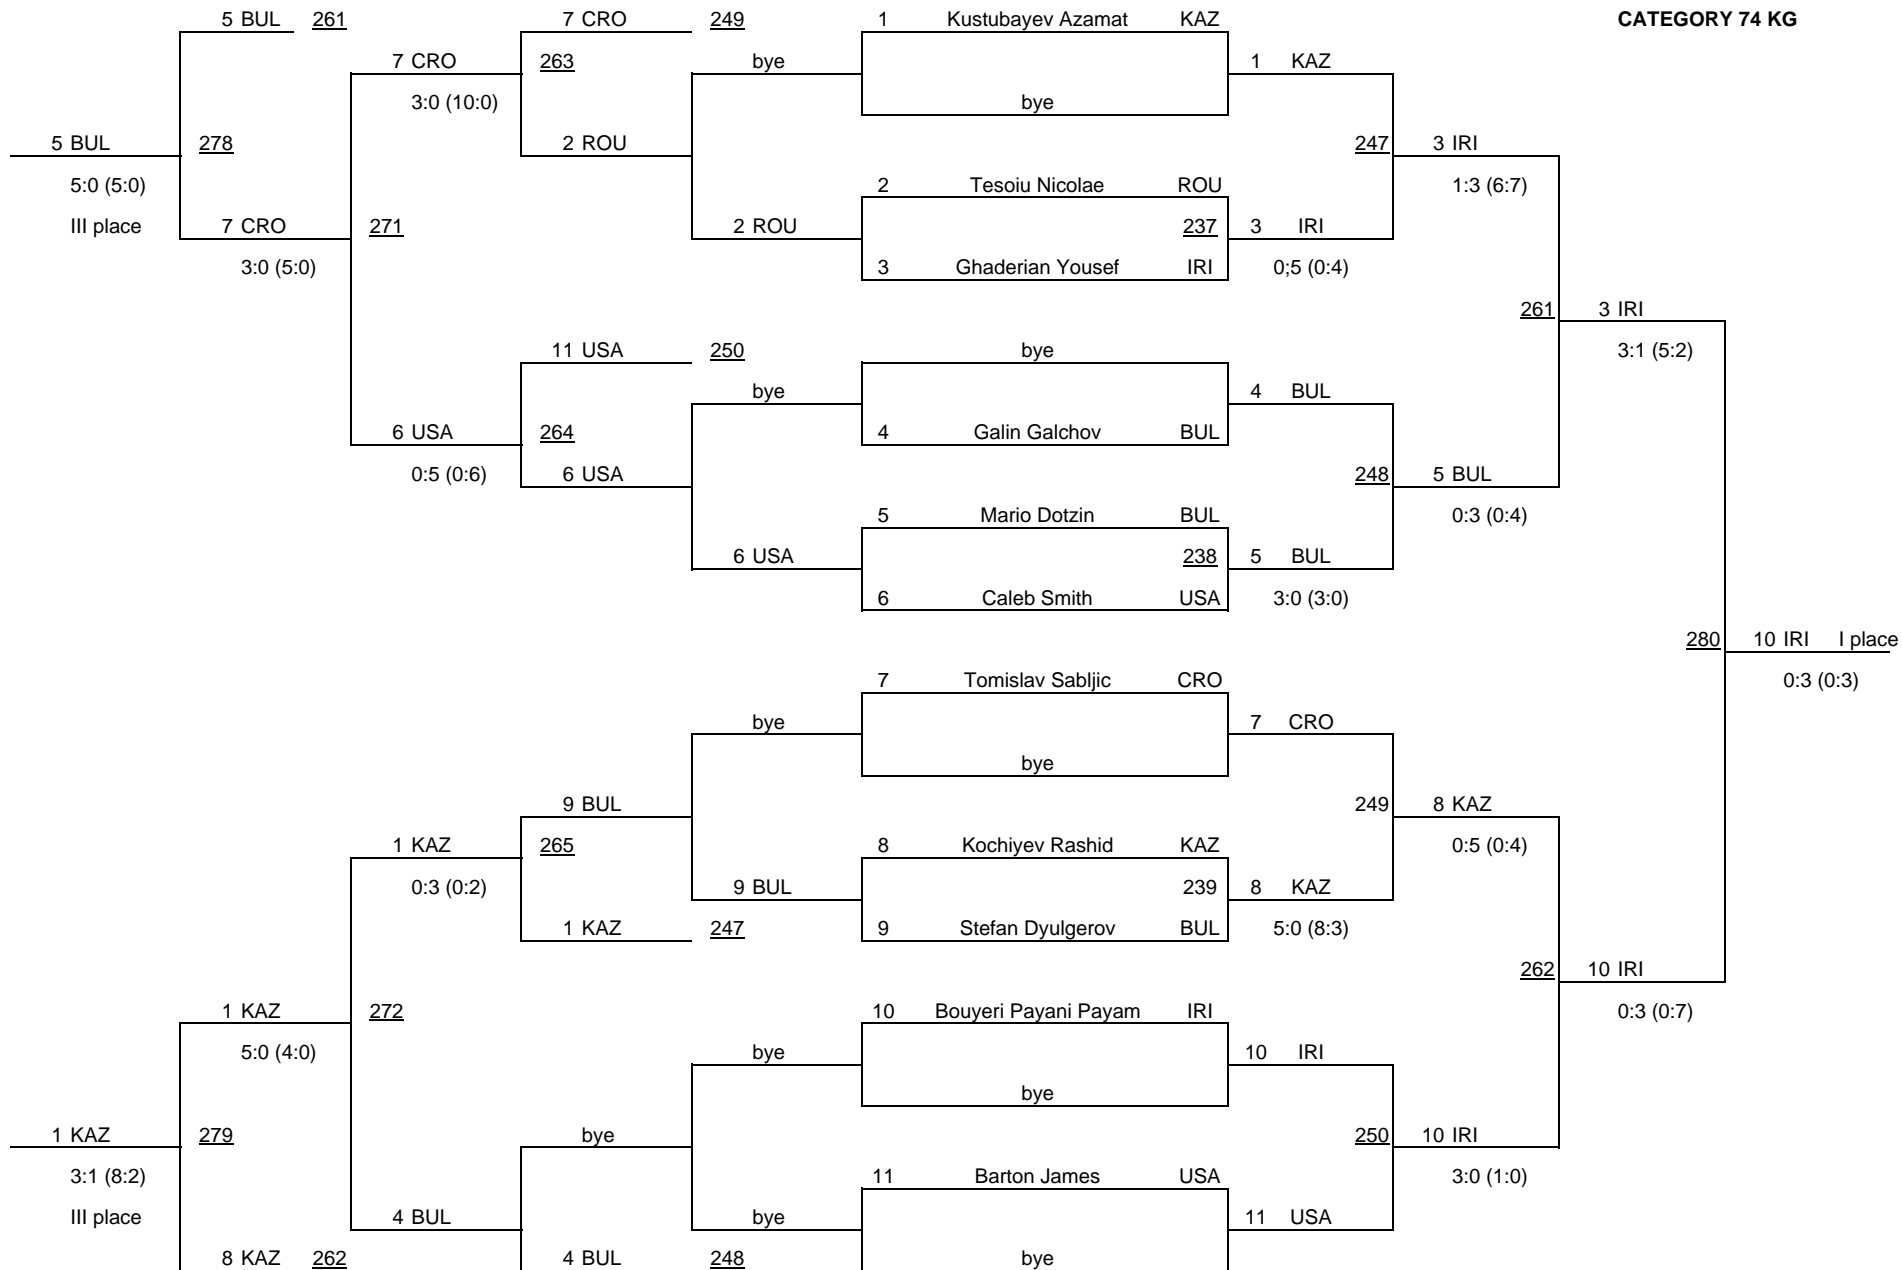 5 BUL 261 7 CRO 249 1 Kustubayev Azamat KAZ CATEGORY 74 KG
7 CRO 263 bye 1 KAZ
3:0 (10:0) bye
5 BUL 278 2 ROU 247 3 IRI
5:0 (5:0) 2 Tesoiu Nicolae ROU 1:3 (6:7)
III place 7 CRO 271 2 ROU 237 3 IRI
3:0 (5:0) 3 Ghaderian Yousef IRI 0;5 (0:4)
261 3 IRI
11 USA 250 bye 3:1 (5:2)
bye 4 BUL
6 USA 264 4 Galin Galchov BUL
0:5 (0:6) 6 USA 248 5 BUL
5 Mario Dotzin BUL 0:3 (0:4)
6 USA 238 5 BUL
6 Caleb Smith USA 3:0 (3:0)
280 10 IRI I place
7 Tomislav Sabljic CRO 0:3 (0:3)
bye 7 CRO
bye
9 BUL 249 8 KAZ
1 KAZ 265 8 Kochiyev Rashid KAZ 0:5 (0:4)
0:3 (0:2) 9 BUL 239 8 KAZ
1 KAZ 247 9 Stefan Dyulgerov BUL 5:0 (8:3)
262 10 IRI
1 KAZ 272 10 Bouyeri Payani Payam IRI 0:3 (0:7)
5:0 (4:0) bye 10 IRI
bye
1 KAZ 279 bye 250 10 IRI
3:1 (8:2) 11 Barton James USA 3:0 (1:0)
III place 4 BUL bye 11 USA
8 KAZ 262 4 BUL 248 bye